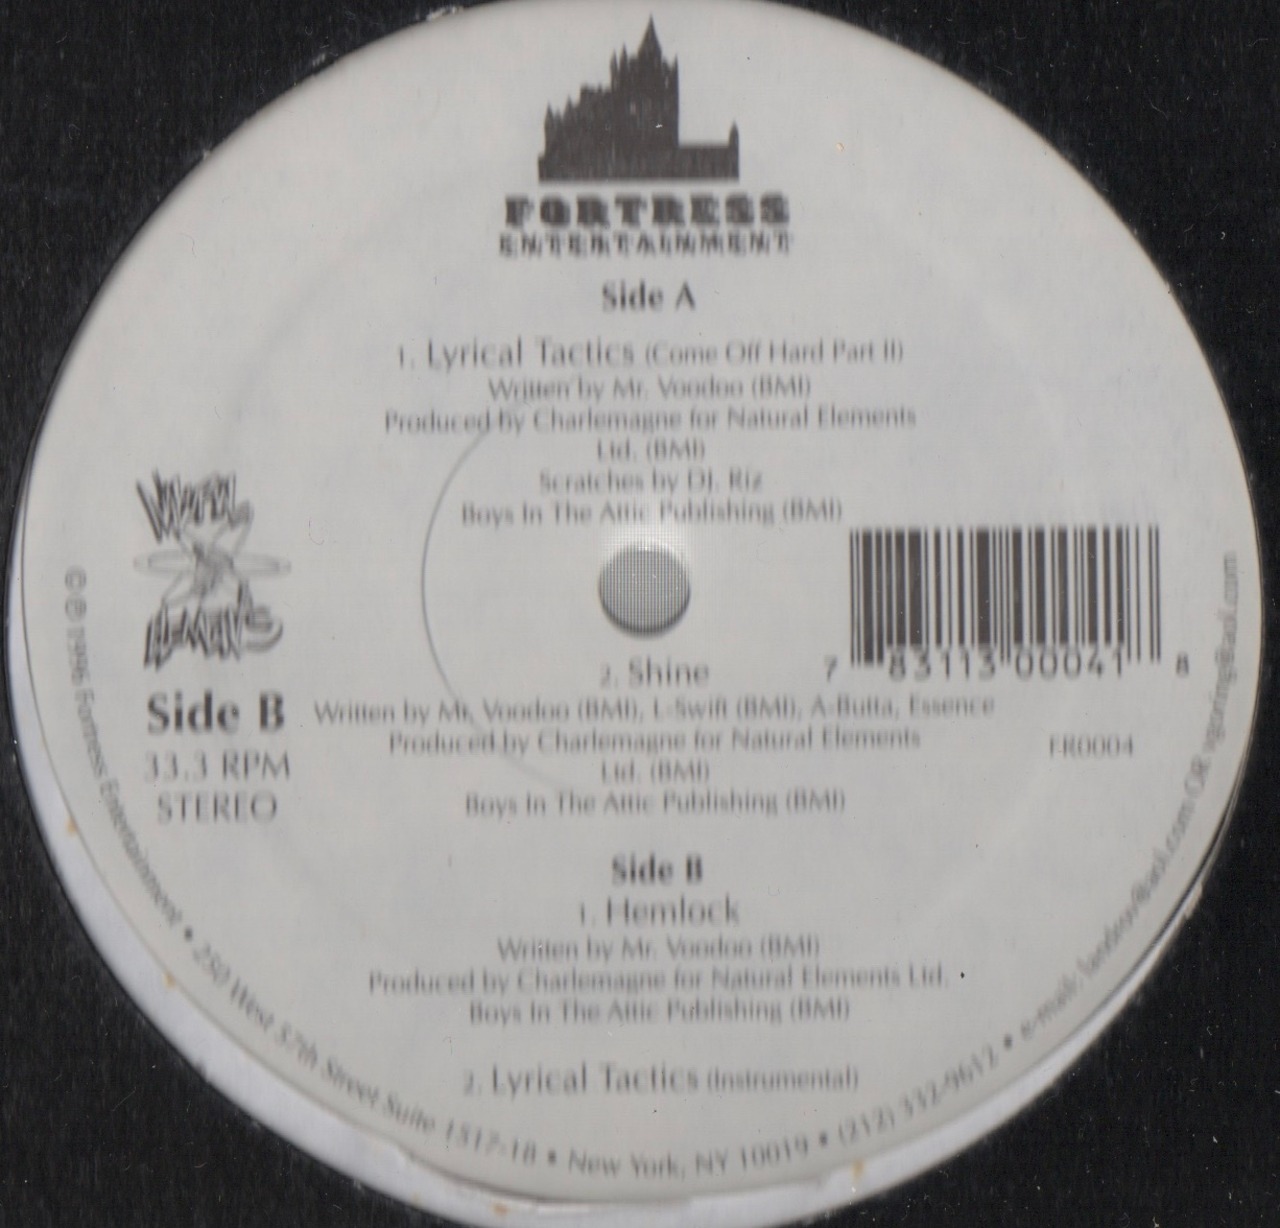 FORTRESS
ENTERTAINMENT
Side A
1. Lyrical Tactics (Come Off Hard Part II)
Written by Mr. Voodoo (BMI)
Produced by Charlemagne for Natural Elements
Ltd. (BMI)
Scratches by DJ. Riz
Boys In The Attic Publishing (BMI)
NATURAL
ELEMENTS
Side B
33.3 RPM
STEREO
2. Shine
Written by Mr. Voodoo (BMI), L-Swift (BMI), A-Butta, Essence
Produced by Charlemagne for Natural Elements
Ltd. (BMI)
Boys In The Attic Publishing (BMI)
7 83113 00041 8
FR0004
Side B
1. Hemlock
Written by Mr. Voodoo (BMI)
Produced by Charlemagne for Natural Elements Ltd.
Boys In The Attic Publishing (BMI)
2. Lyrical Tactics (Instrumental)
© ℗ 1996 Fortress Entertainment • 250 West 57th Street Suite 1517-18 • New York, NY 10019 • (212) 332-9612 • e-mail: OR